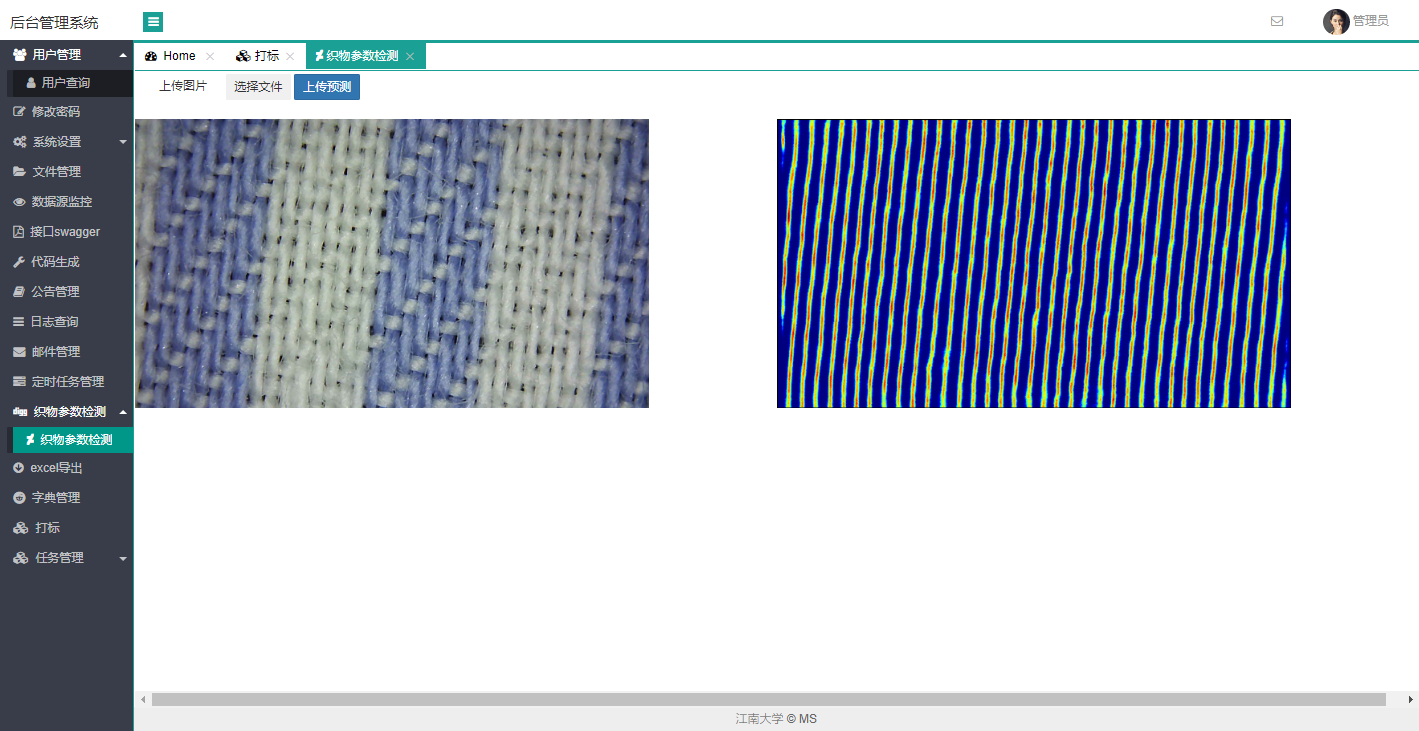 后台管理系统
管理员
用户管理
用户查询
修改密码
系统设置
文件管理
数据源监控
接口swagger
代码生成
公告管理
日志查询
邮件管理
定时任务管理
织物参数检测
织物参数检测
excel导出
字典管理
打标
任务管理
Home
打标
织物参数检测
上传图片 选择文件 上传预测
江南大学 © MS